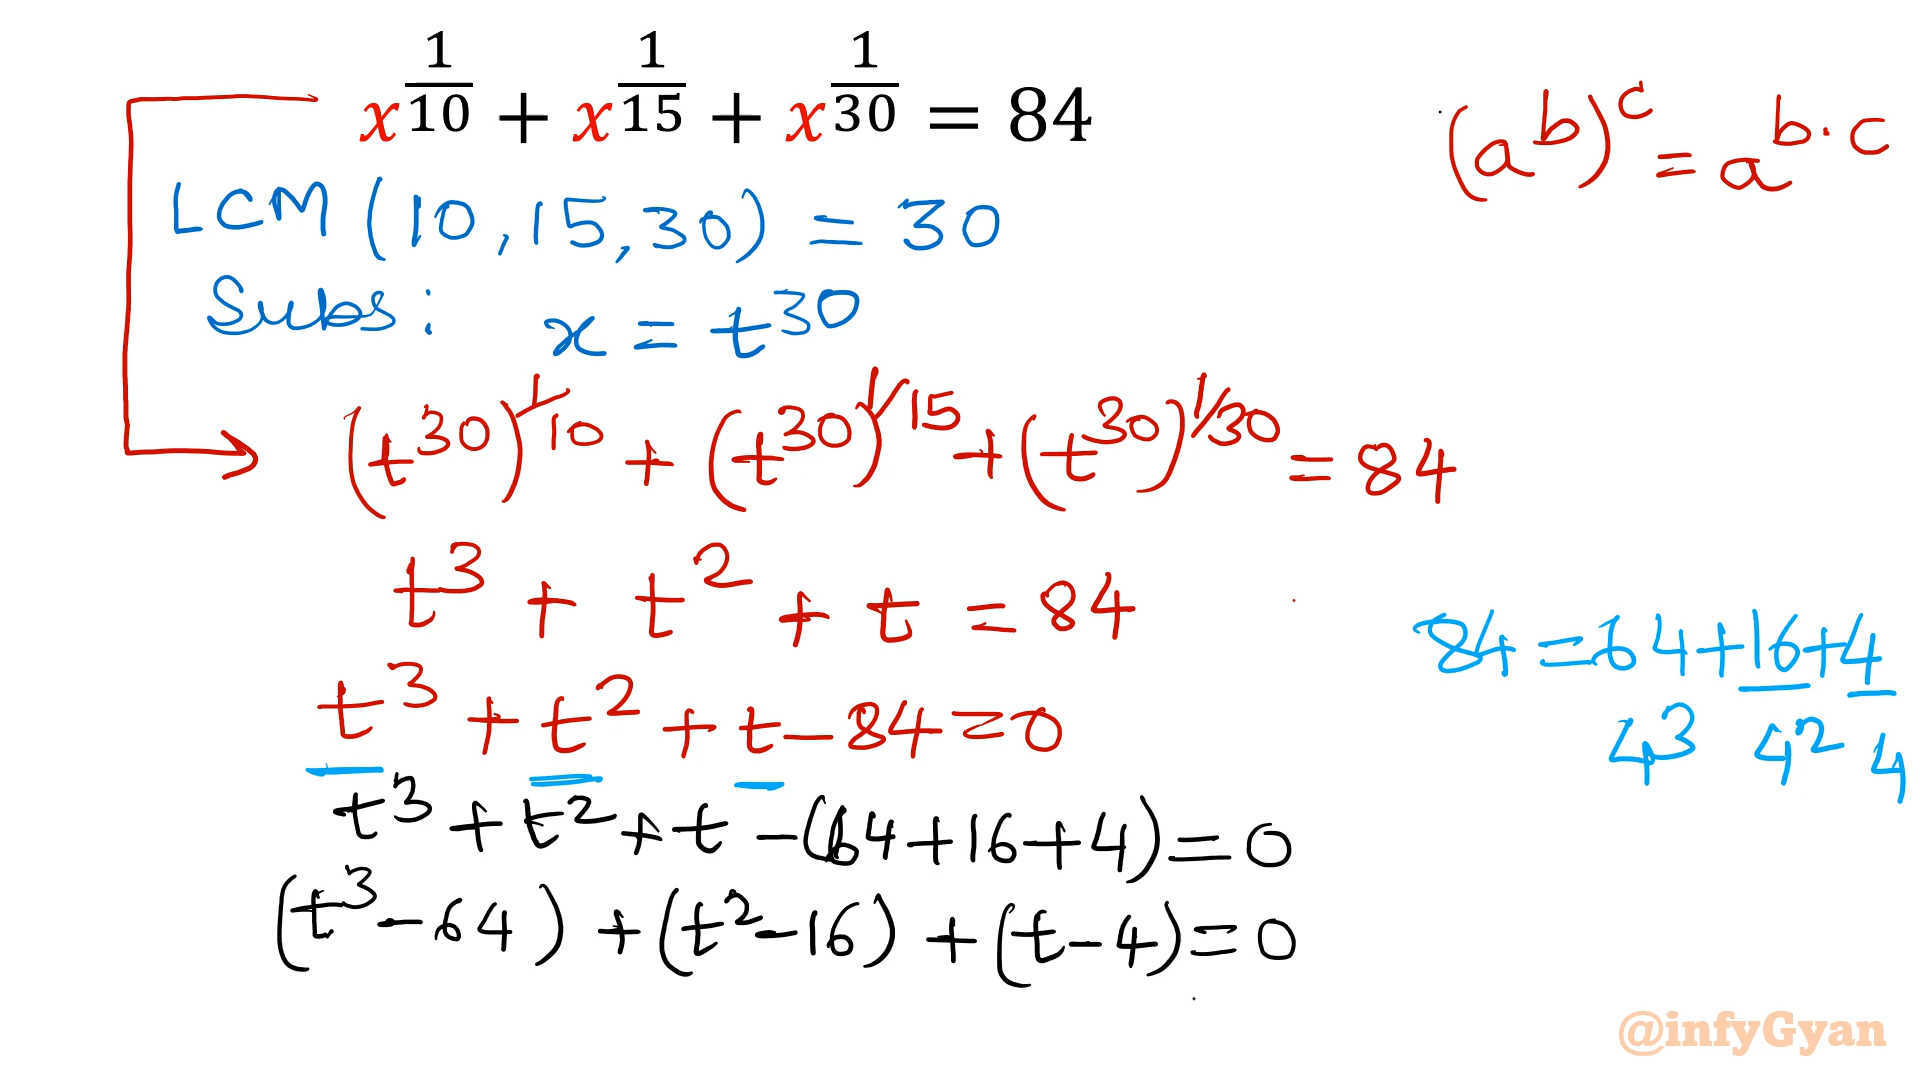 x^{1/10} + x^{1/15} + x^{1/30} = 84
(a^b)^c = a^{b·c}
LCM (10, 15, 30) = 30
Subs: x = t^{30}
(t^{30})^{1/10} + (t^{30})^{1/15} + (t^{30})^{1/30} = 84
t^3 + t^2 + t = 84
84 = 64 + 16 + 4
4^3 4^2 4
t^3 + t^2 + t - 84 = 0
t^3 + t^2 + t - (64 + 16 + 4) = 0
(t^3 - 64) + (t^2 - 16) + (t - 4) = 0
@infyGyan